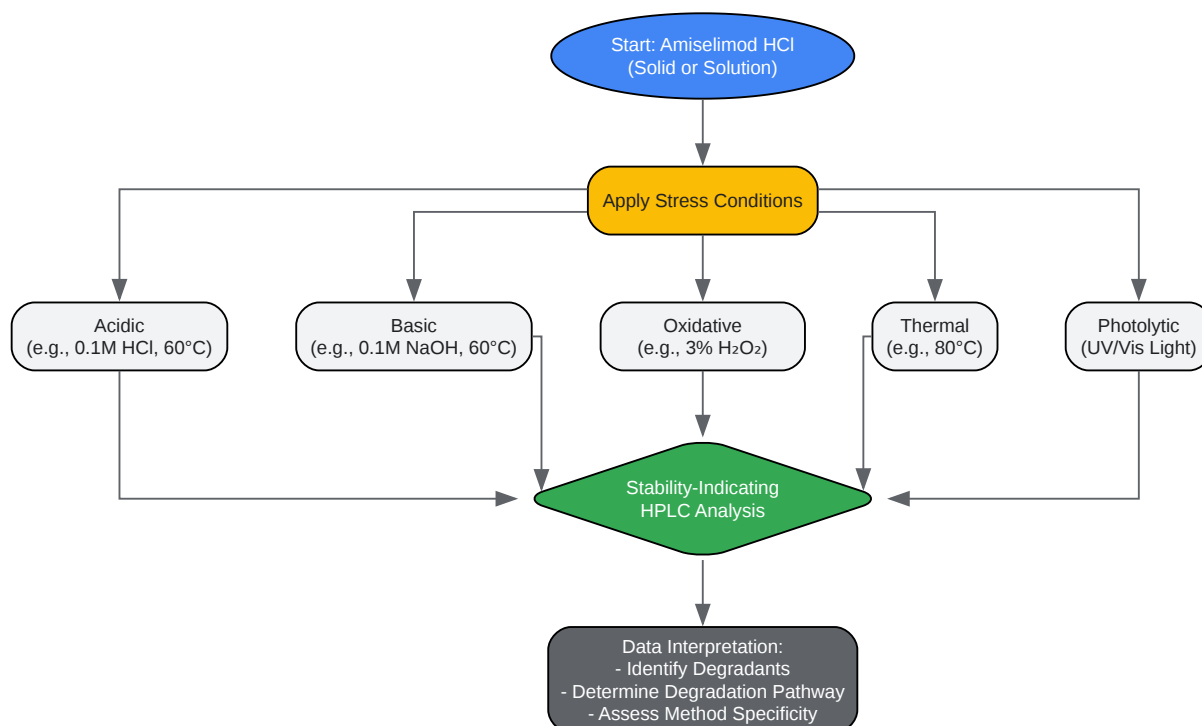 Start: Amiselimod HCl
(Solid or Solution)
Apply Stress Conditions
Acidic
(e.g., 0.1M HCl, 60°C)
Basic
(e.g., 0.1M NaOH, 60°C)
Oxidative
(e.g., 3% H₂O₂)
Thermal
(e.g., 80°C)
Photolytic
(UV/Vis Light)
Stability-Indicating
HPLC Analysis
Data Interpretation:
- Identify Degradants
- Determine Degradation Pathway
- Assess Method Specificity